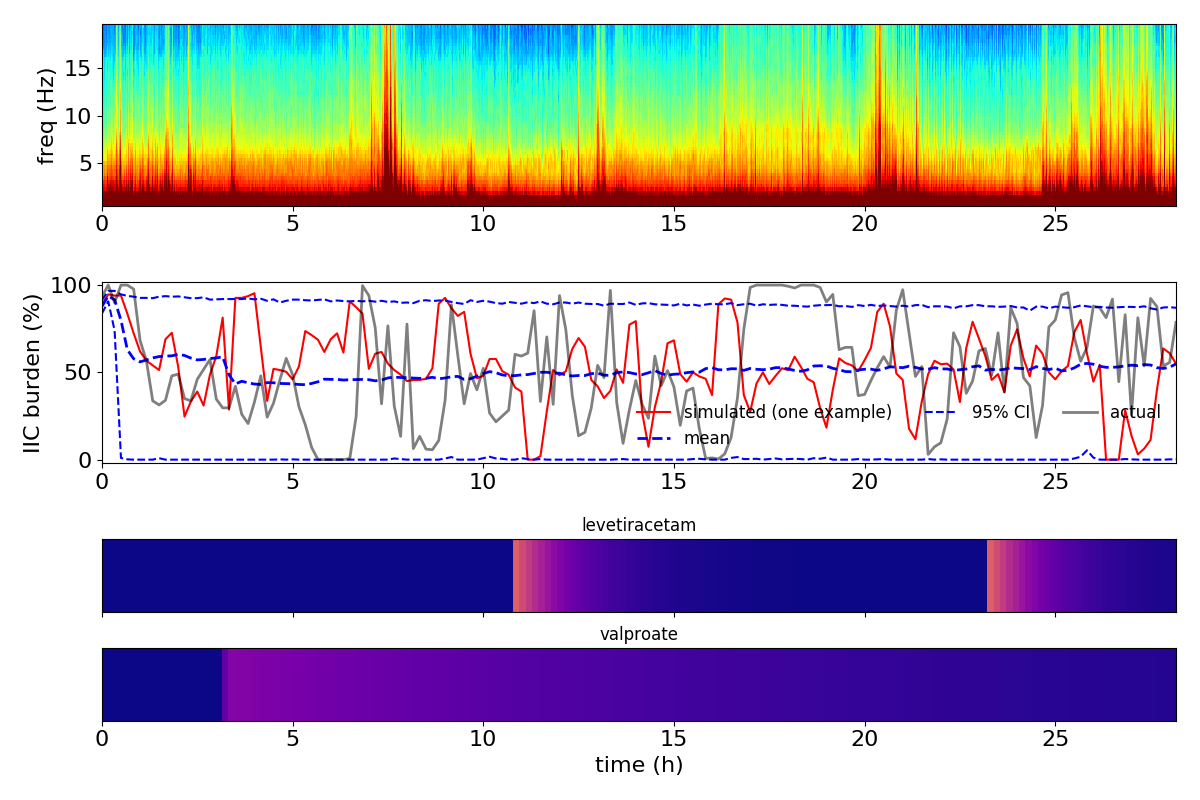 freq (Hz)
15
10
5
0 5 10 15 20 25
IIC burden (%)
100
50
0
simulated (one example) 95% CI actual
mean
0 5 10 15 20 25
levetiracetam
valproate
0 5 10 15 20 25
time (h)